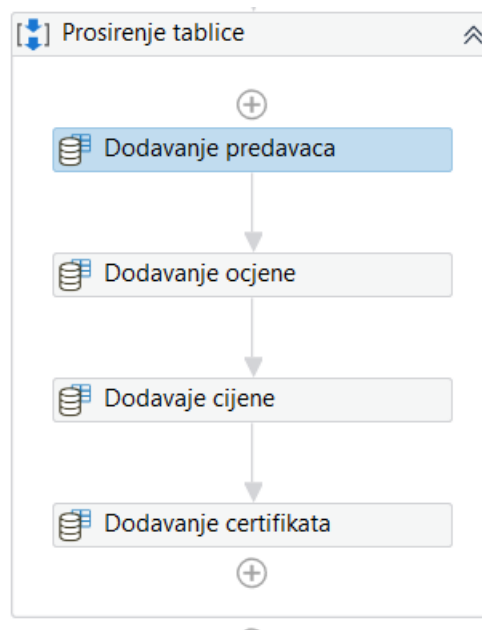 Prosirenje tablice
Dodavanje predavaca
Dodavanje ocjene
Dodavaje cijene
Dodavanje certifikata